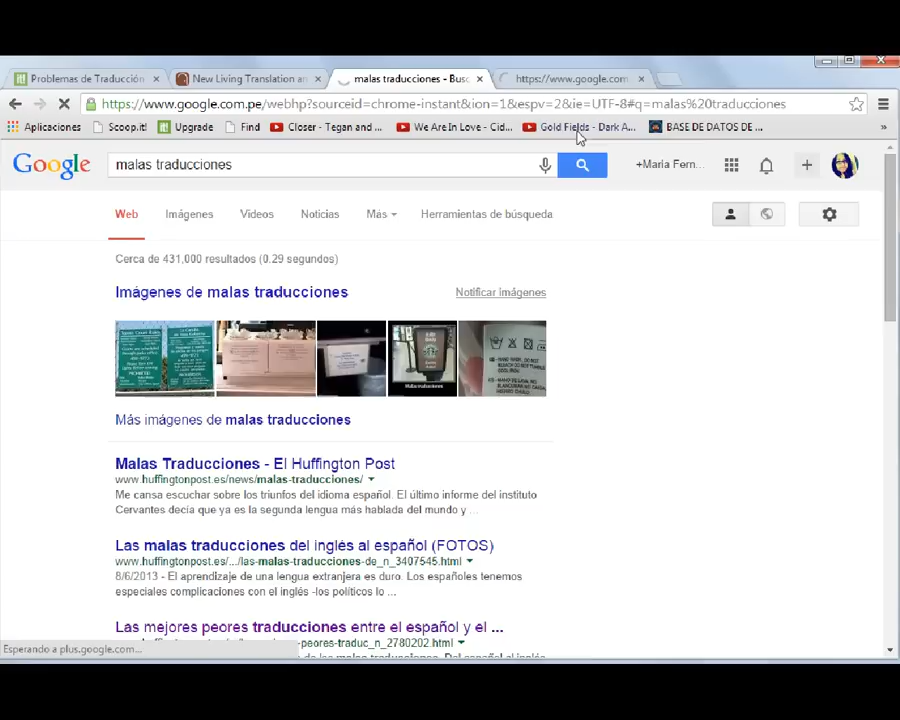 Problemas de Traducción
New Living Translation an
malas traducciones - Busc
https://www.google.com
https://www.google.com.pe/webhp?sourceid=chrome-instant&ion=1&espv=2&ie=UTF-8#q=malas%20traducciones
Aplicaciones
Scoop.it!
Upgrade
Find
Closer - Tegan and ...
We Are In Love - Cid...
Gold Fields - Dark A...
BASE DE DATOS DE ...
Google
malas traducciones
+Maria Fern...
Web
Imágenes
Videos
Noticias
Más
Herramientas de búsqueda
Cerca de 431,000 resultados (0.29 segundos)
Imágenes de malas traducciones
Notificar imágenes
Más imágenes de malas traducciones
Malas Traducciones - El Huffington Post
www.huffingtonpost.es/news/malas-traducciones/
Me cansa escuchar sobre los triunfos del idioma español. El último informe del instituto
Cervantes decía que ya es la segunda lengua más hablada del mundo y ...
Las malas traducciones del inglés al español (FOTOS)
www.huffingtonpost.es/.../las-malas-traducciones-de_n_3407545.html
8/6/2013 - El aprendizaje de una lengua extranjera es duro. Los españoles tenemos
especiales complicaciones con el inglés -los políticos lo ...
Las mejores peores traducciones entre el español y el ...
-peores-traduc_n_2780202.html
Esperando a plus.google.com...